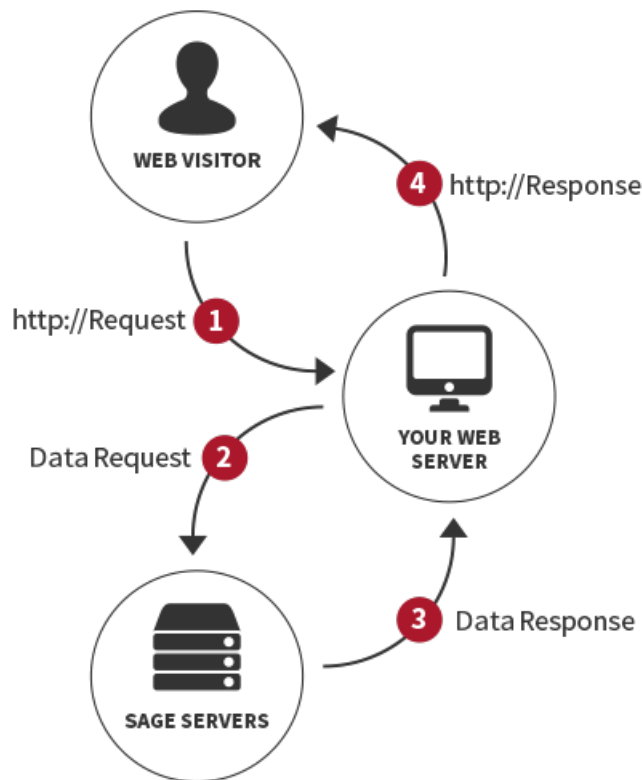 WEB VISITOR
4 http://Response
http://Request 1
YOUR WEB
SERVER
Data Request 2
3 Data Response
SAGE SERVERS